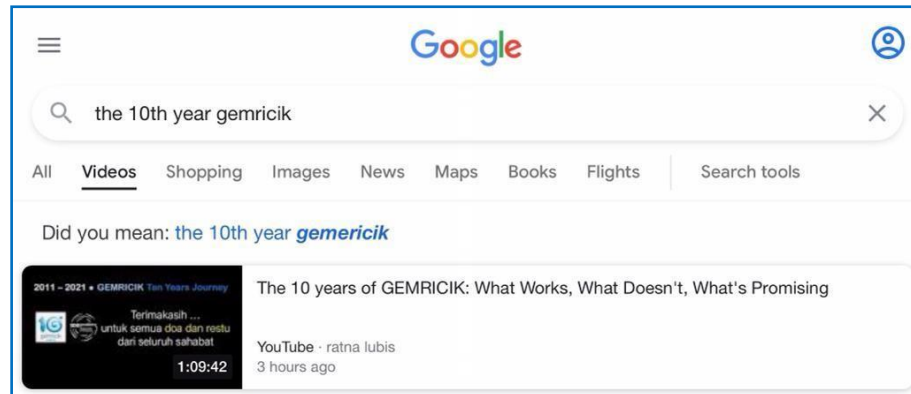 Google
the 10th year gemricik
All Videos Shopping Images News Maps Books Flights Search tools
Did you mean: the 10th year gemericik
2011 – 2021 • GEMRICIK Ten Years Journey
Terimakasih ...
untuk semua doa dan restu
dari seluruh sahabat
1:09:42
The 10 years of GEMRICIK: What Works, What Doesn't, What's Promising
YouTube · ratna lubis
3 hours ago